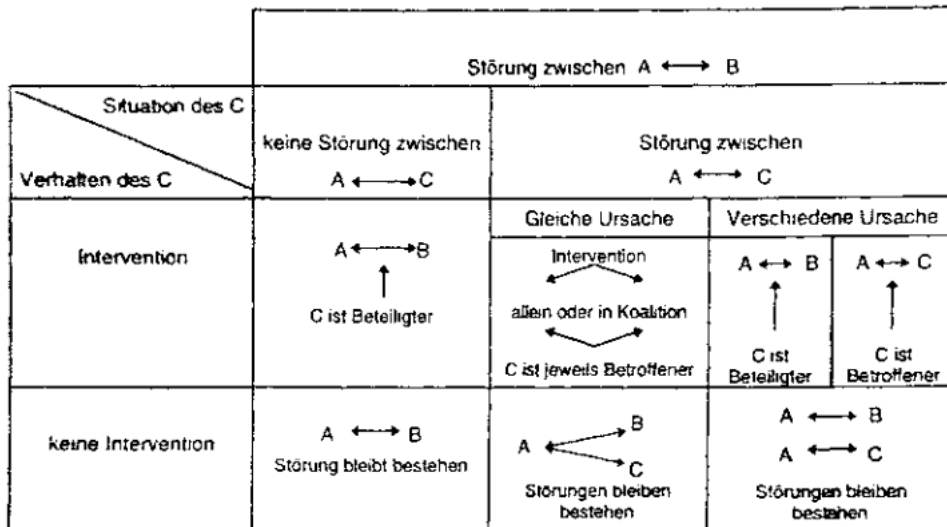 Störung zwischen A ⟷ B
Situation des C
Verhalten des C
keine Störung zwischen
A ⟷ C
Störung zwischen
A ⟷ C
Gleiche Ursache
Verschiedene Ursache
Intervention
A ⟷ B
C ist Beteiligter
Intervention
allein oder in Koalition
C ist jeweils Betroffener
A ⟷ B
C ist
Beteiligter
A ⟷ C
C ist
Betroffener
keine Intervention
A ⟷ B
Störung bleibt bestehen
A
B
C
Störungen bleiben
bestehen
A ⟷ B
A ⟷ C
Störungen bleiben
bestehen